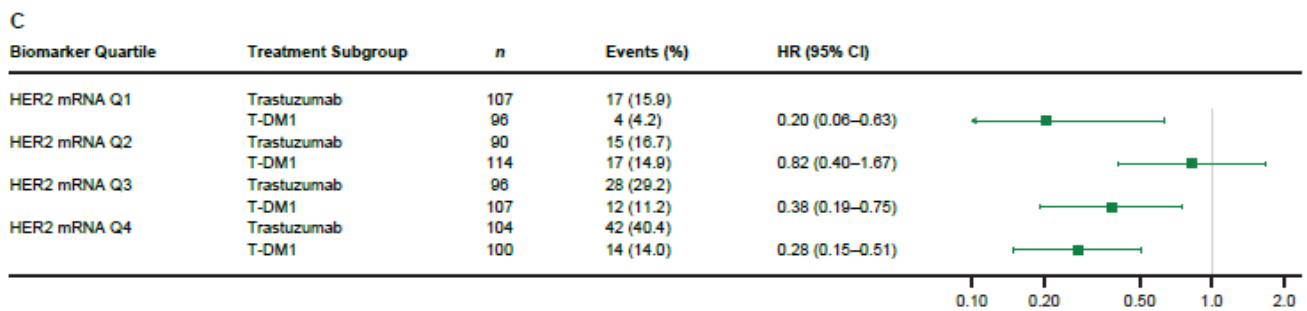 C
Biomarker Quartile Treatment Subgroup n Events (%) HR (95% CI)
HER2 mRNA Q1 Trastuzumab 107 17 (15.9)
T-DM1 96 4 (4.2) 0.20 (0.06–0.63)
HER2 mRNA Q2 Trastuzumab 90 15 (16.7)
T-DM1 114 17 (14.9) 0.82 (0.40–1.67)
HER2 mRNA Q3 Trastuzumab 96 28 (29.2)
T-DM1 107 12 (11.2) 0.38 (0.19–0.75)
HER2 mRNA Q4 Trastuzumab 104 42 (40.4)
T-DM1 100 14 (14.0) 0.28 (0.15–0.51)
0.10 0.20 0.50 1.0 2.0